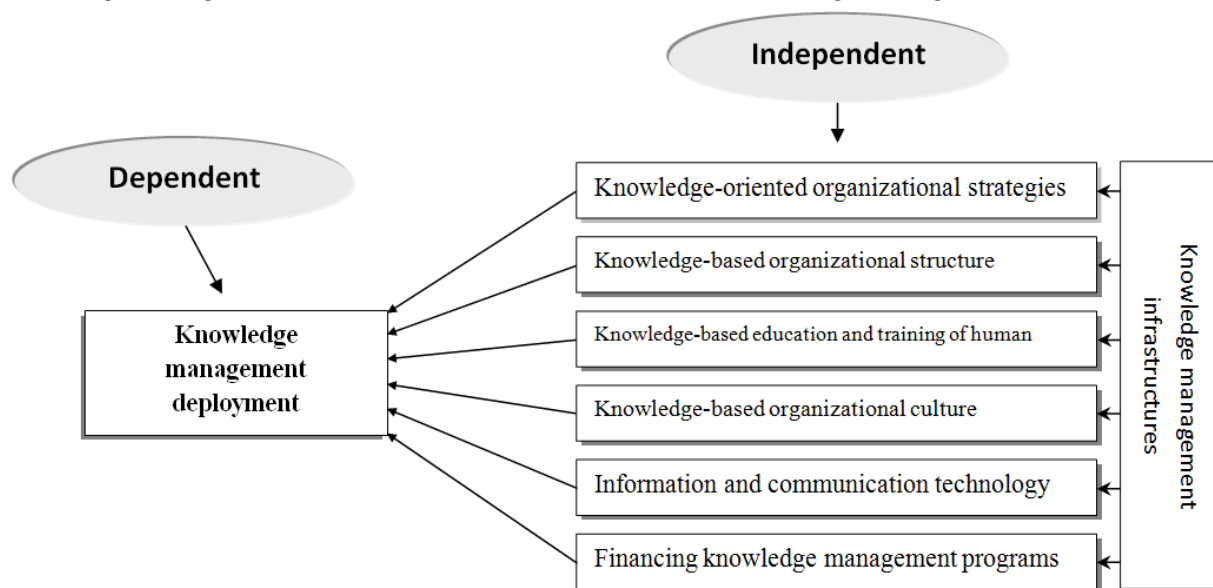 Independent
Dependent
Knowledge-oriented organizational strategies
Knowledge-based organizational structure
Knowledge-based education and training of human
Knowledge-based organizational culture
Information and communication technology
Financing knowledge management programs
Knowledge
management
deployment
Knowledge management
infrastructures